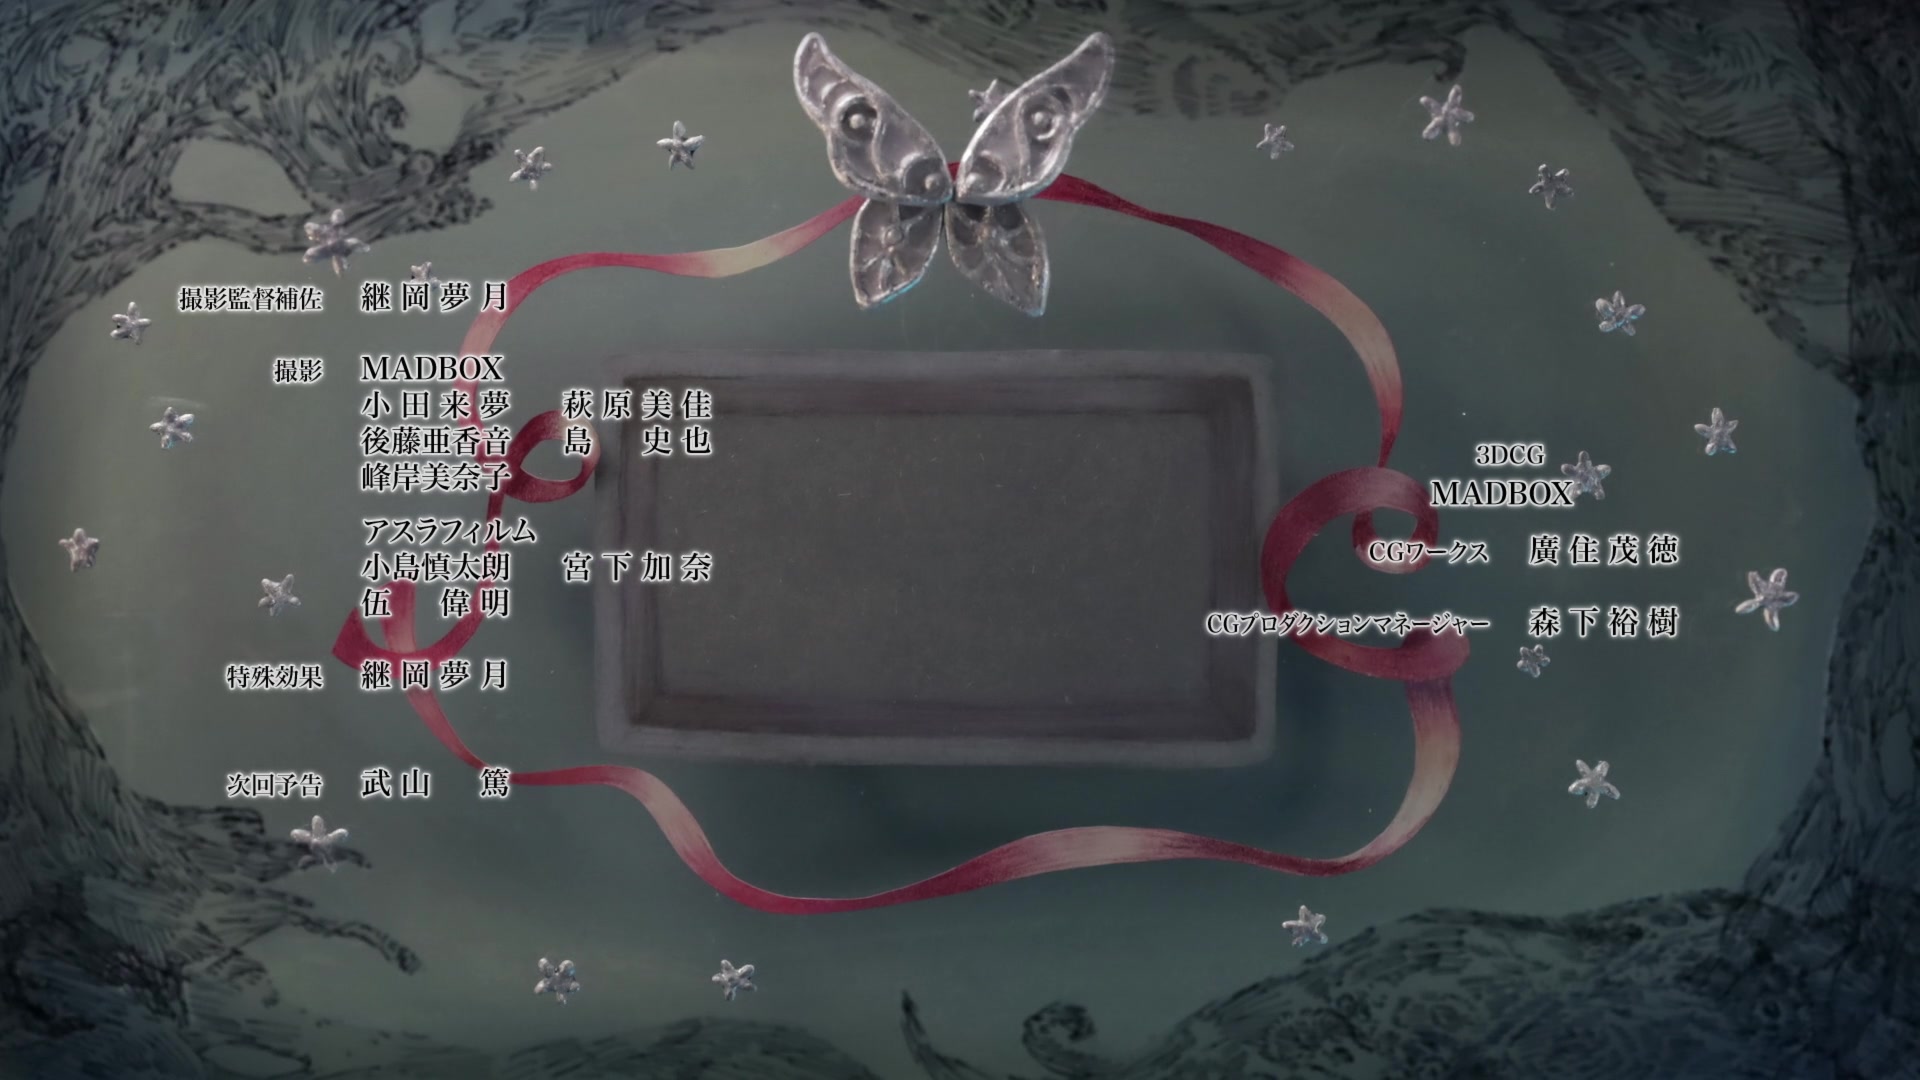 撮影監督補佐 継岡夢月
撮影 MADBOX
小田来夢 萩原美佳
後藤亜香音 島 史也
峰岸美奈子
アスラフィルム
小島慎太朗 宮下加奈
伍 偉明
特殊効果 継岡夢月
次回予告 武山 篤
3DCG
MADBOX
CGワークス 廣住茂徳
CGプロダクションマネージャー 森下裕樹